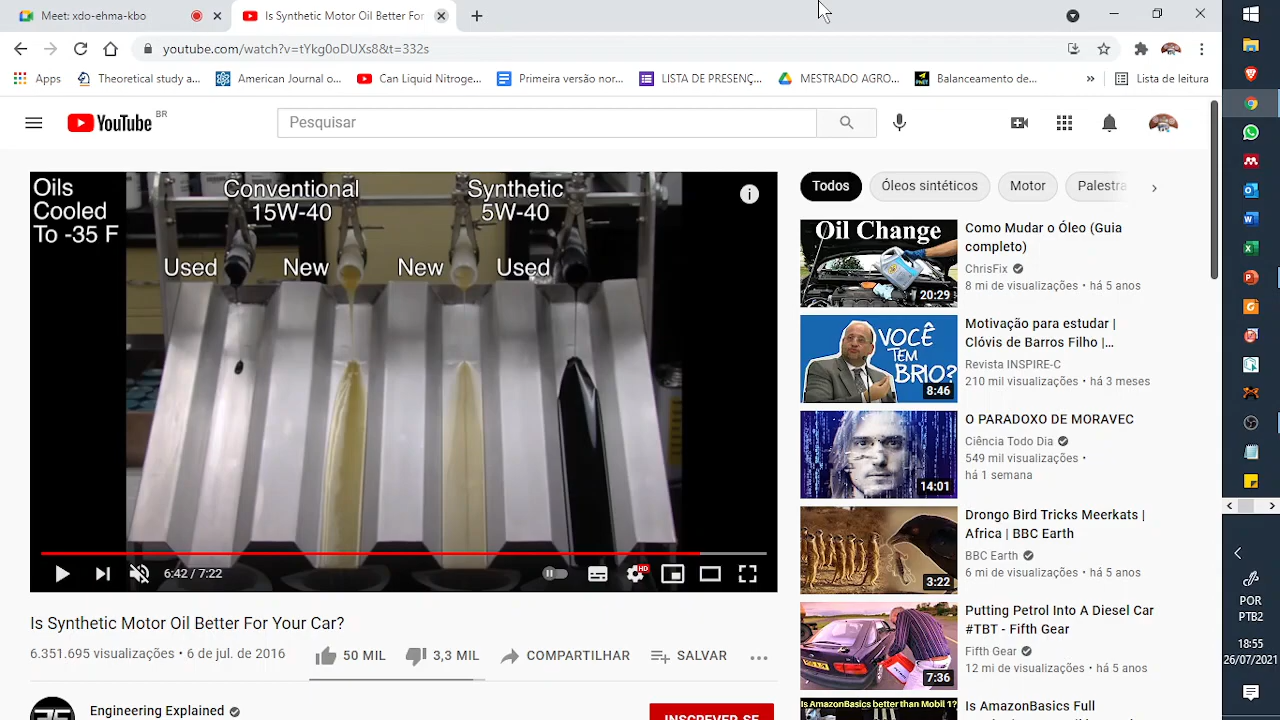 Meet: xdo-ehmq-kbo
Is Synthetic Motor Oil Better For
youtube.com/watch?v=tYkg0oDUXs8&t=332s
Apps
Theoretical study a...
American Journal o...
Can Liquid Nitroge...
Primeira versão nor...
LISTA DE PRESENÇ...
MESTRADO AGRO...
Balanceamento de...
»
Lista de leitura
YouTube BR
Pesquisar
Oils
Cooled
To -35 F
Conventional
15W-40
Synthetic
5W-40
Used
New
New
Used
HD
6:42 / 7:22
Is Synthetic Motor Oil Better For Your Car?
6.351.695 visualizações • 6 de jul. de 2016
50 MIL
3,3 MIL
COMPARTILHAR
SALVAR
Engineering Explained
INSCREVER-SE
Todos
Óleos sintéticos
Motor
Palestra
Oil Change
20:29
Como Mudar o Óleo (Guia
completo)
ChrisFix
8 mi de visualizações • há 5 anos
VOCÊ
TEM
BRIO?
8:46
Motivação para estudar |
Clóvis de Barros Filho |...
Revista INSPIRE-C
210 mil visualizações • há 3 meses
14:01
O PARADOXO DE MORAVEC
Ciência Todo Dia
549 mil visualizações •
há 1 semana
3:22
Drongo Bird Tricks Meerkats |
Africa | BBC Earth
BBC Earth
6 mi de visualizações • há 5 anos
7:36
Putting Petrol Into A Diesel Car
#TBT - Fifth Gear
Fifth Gear
12 mi de visualizações • há 5 anos
Is AmazonBasics better than Mobil 1?
Is AmazonBasics Full
POR
PTB2
18:55
26/07/2021